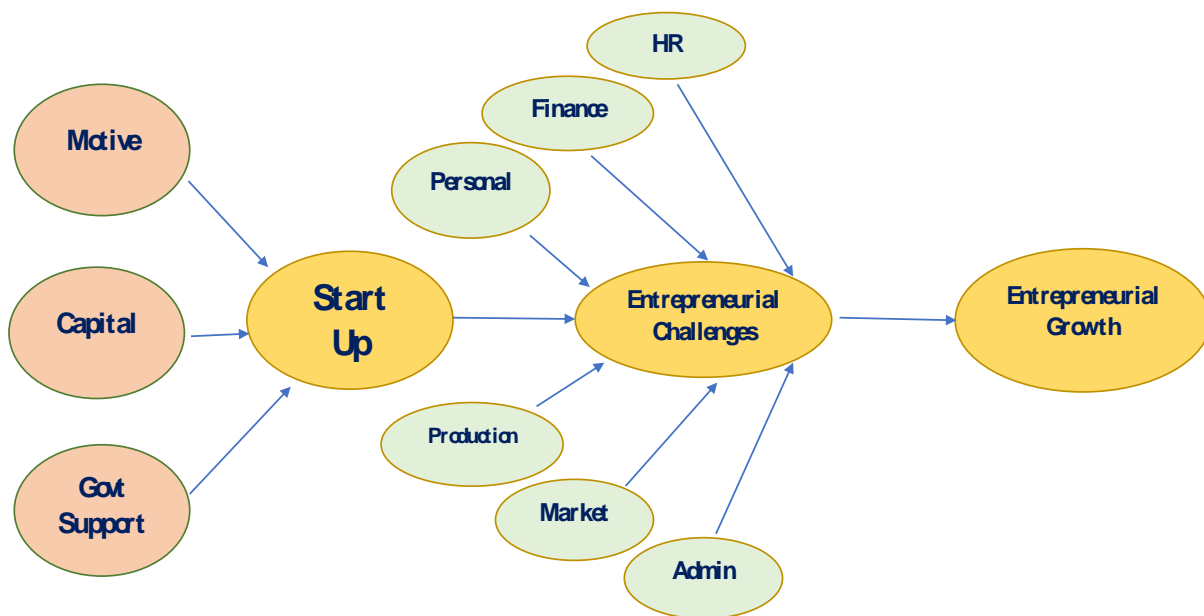 HR
Finance
Motive
Personal
Start
Up
Entrepreneurial
Challenges
Entrepreneurial
Growth
Capital
Production
Govt
Support
Market
Admin